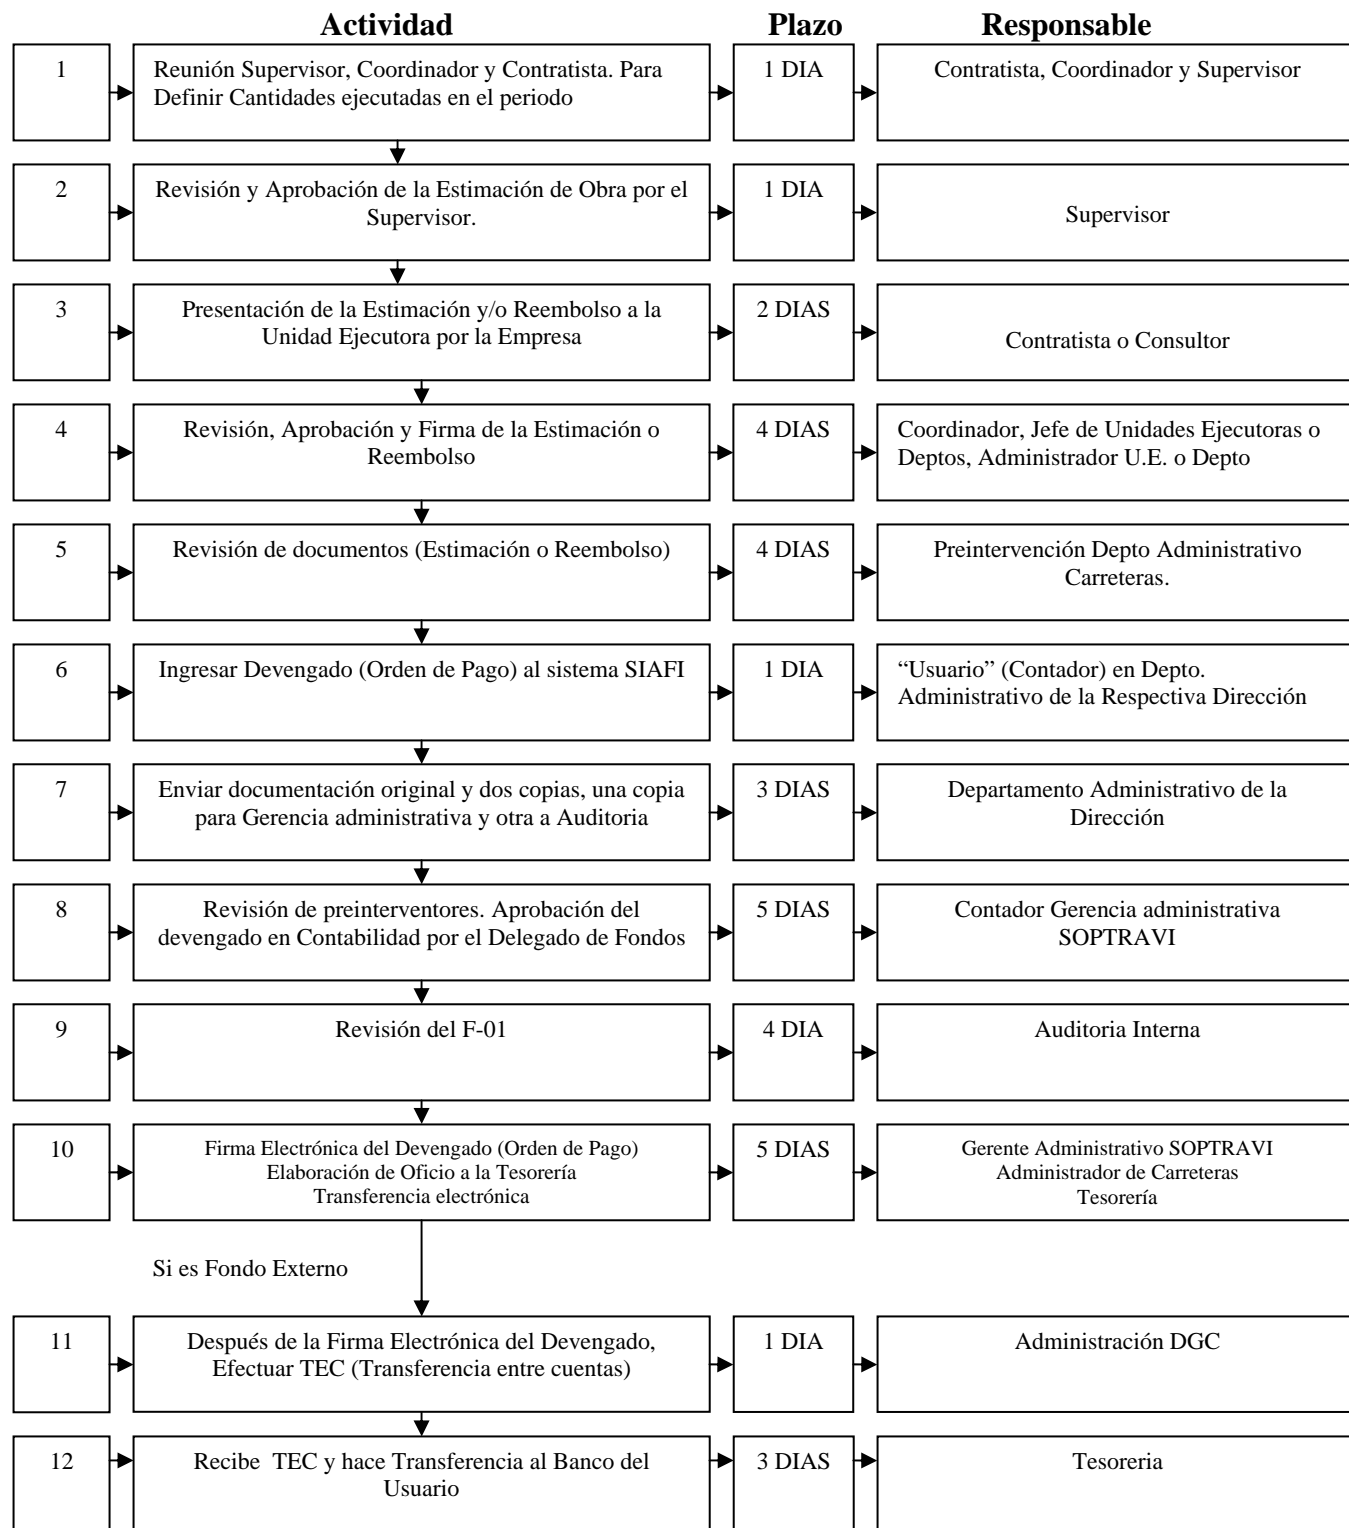 Actividad Plazo Responsable
1 Reunión Supervisor, Coordinador y Contratista. Para 1 DIA Contratista, Coordinador y Supervisor
Definir Cantidades ejecutadas en el periodo
2 Revisión y Aprobación de la Estimación de Obra por el 1 DIA
Supervisor. Supervisor
3 Presentación de la Estimación y/o Reembolso a la 2 DIAS
Unidad Ejecutora por la Empresa Contratista o Consultor
4 Revisión, Aprobación y Firma de la Estimación o 4 DIAS Coordinador, Jefe de Unidades Ejecutoras o
Reembolso Deptos, Administrador U.E. o Depto
5 Revisión de documentos (Estimación o Reembolso) 4 DIAS Preintervención Depto Administrativo
Carreteras.
6 Ingresar Devengado (Orden de Pago) al sistema SIAFI 1 DIA “Usuario” (Contador) en Depto.
Administrativo de la Respectiva Dirección
7 Enviar documentación original y dos copias, una copia 3 DIAS Departamento Administrativo de la
para Gerencia administrativa y otra a Auditoria Dirección
8 Revisión de preinterventores. Aprobación del 5 DIAS Contador Gerencia administrativa
devengado en Contabilidad por el Delegado de Fondos SOPTRAVI
9 Revisión del F-01 4 DIA Auditoria Interna
10 Firma Electrónica del Devengado (Orden de Pago) 5 DIAS Gerente Administrativo SOPTRAVI
Elaboración de Oficio a la Tesorería Administrador de Carreteras
Transferencia electrónica Tesorería
Si es Fondo Externo
11 Después de la Firma Electrónica del Devengado, 1 DIA Administración DGC
Efectuar TEC (Transferencia entre cuentas)
12 Recibe TEC y hace Transferencia al Banco del 3 DIAS Tesoreria
Usuario